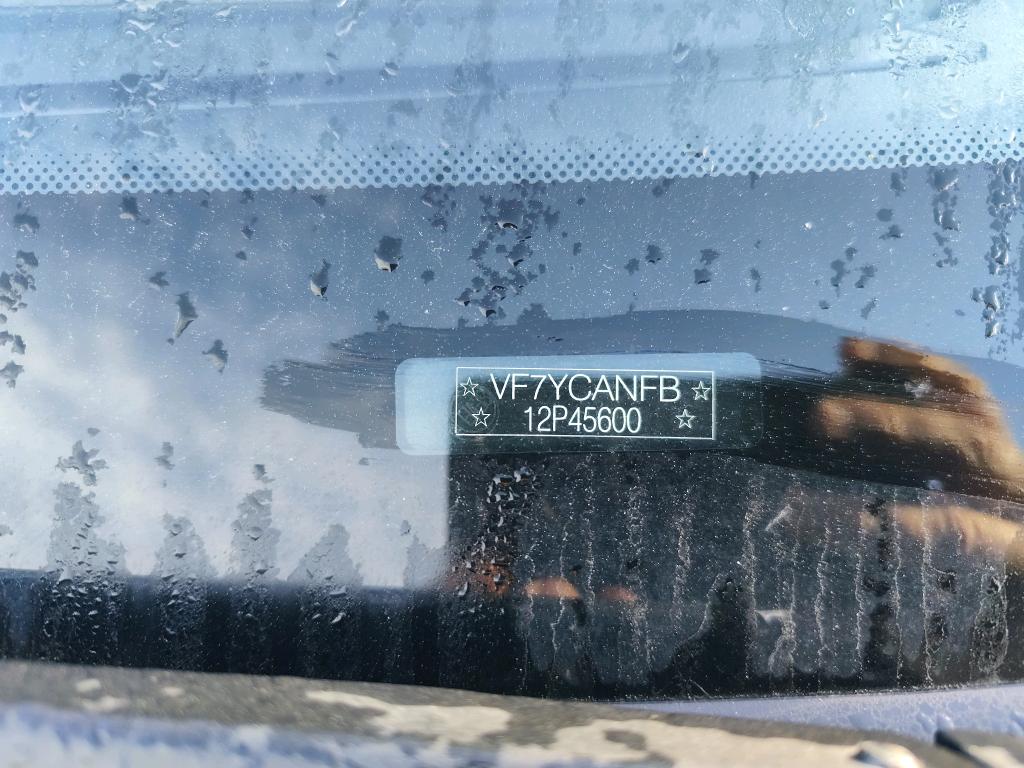 ☆ VF7YCANFB ☆
☆ 12P45600 ☆